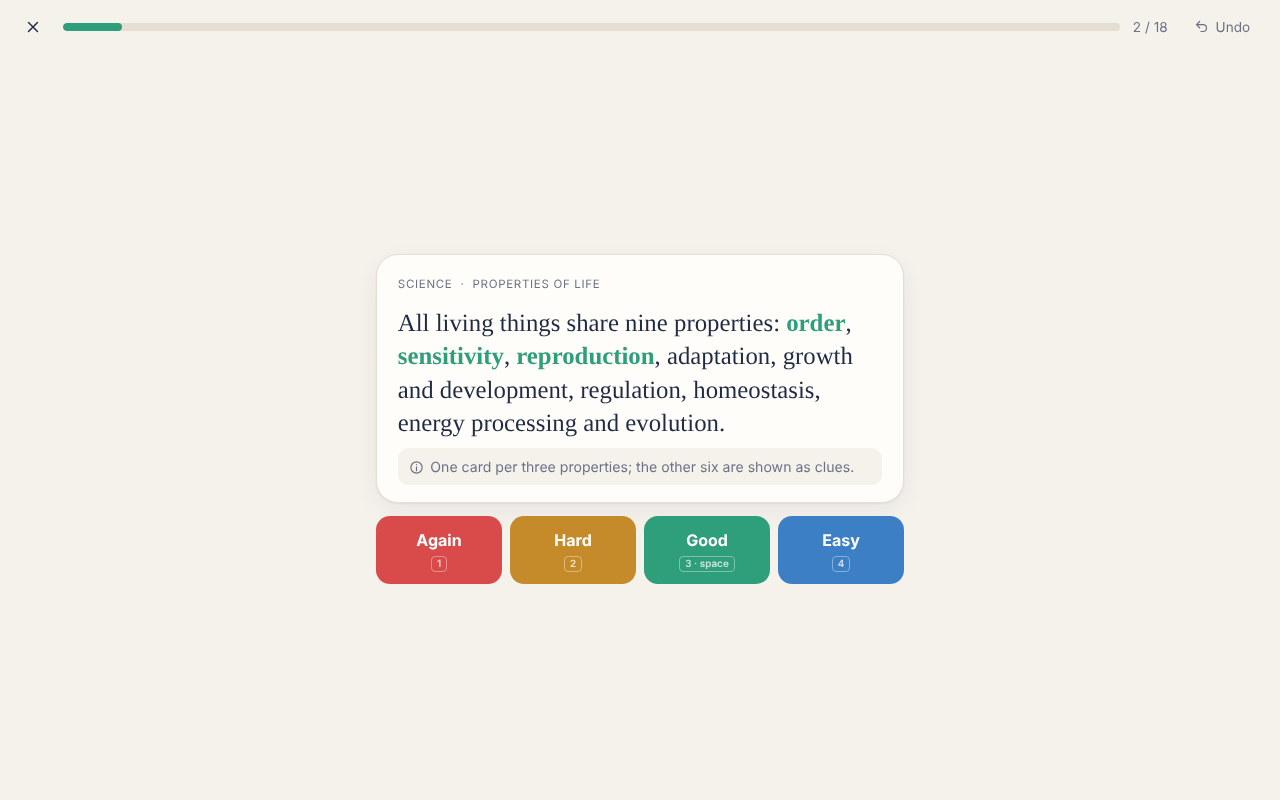 2 / 18
Undo
SCIENCE · PROPERTIES OF LIFE
All living things share nine properties: order,
sensitivity, reproduction, adaptation, growth
and development, regulation, homeostasis,
energy processing and evolution.
One card per three properties; the other six are shown as clues.
Again
1
Hard
2
Good
3 · space
Easy
4